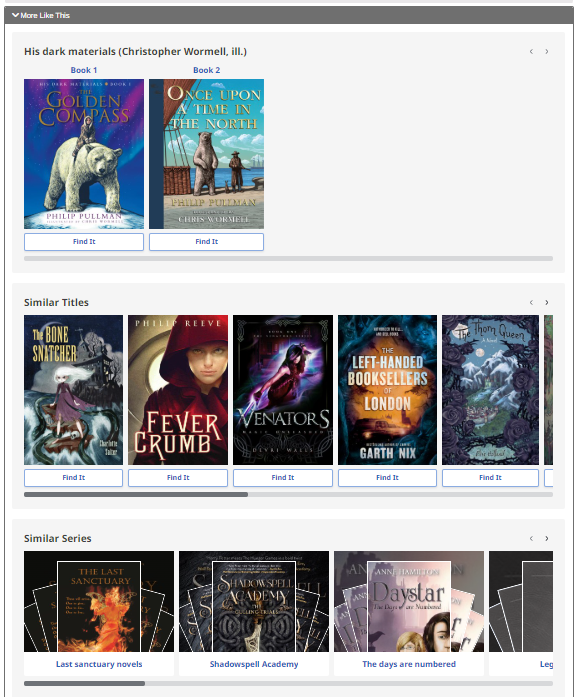 More Like This
His dark materials (Christopher Wormell, ill.)
Book 1
Book 2
HIS DARK MATERIALS • BOOK 1
THE
GOLDEN
COMPASS
PHILIP PULLMAN
ONCE UPON
A TIME IN
THE NORTH
PHILIP PULLMAN
CHRIS WORMELL
Find It
Find It
Similar Titles
The BONE
SNATCHER
Charlotte
Salter
PHILIP REEVE
FEVER
CRUMB
VENATORS
MAGIC UNLEASHED
DEVRI WALLS
THE
LEFT-HANDED
BOOKSELLERS
OF
LONDON
GARTH NIX
The Thorn Queen
A Novel
Find It
Find It
Find It
Find It
Find It
Similar Series
THE LAST
SANCTUARY
SHADOWSPELL
ACADEMY
THE
CULLING TRIALS
ANNE HAMILTON
Daystar
The Days are Numbered
Last sanctuary novels
Shadowspell Academy
The days are numbered
Leg